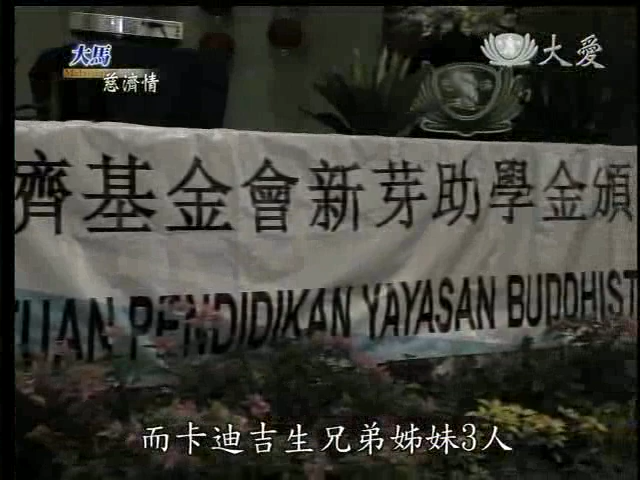 大馬
慈濟情
大愛
濟基金會新芽助學金頒
TUAN PENDIDIKAN YAYASAN BUDDHIST
而卡迪吉生兄弟姊妹3人